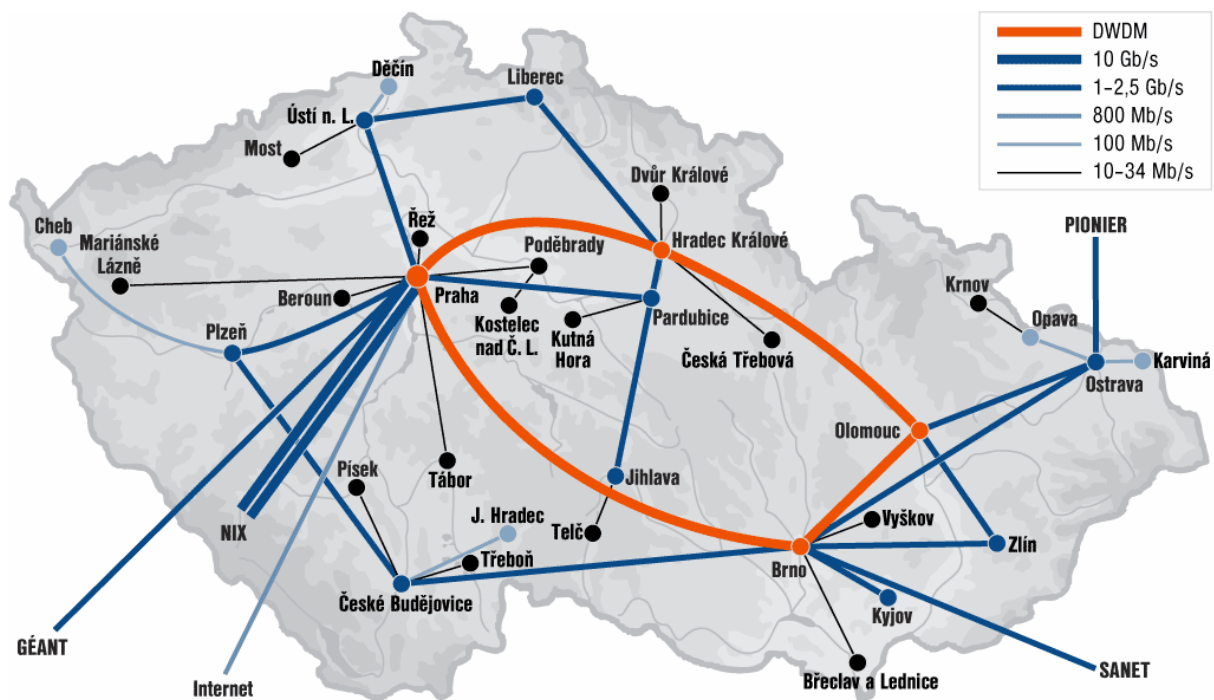 DWDM
10 Gb/s
1–2,5 Gb/s
800 Mb/s
100 Mb/s
10–34 Mb/s
Děčín
Liberec
Ústí n. L.
Most
Dvůr Králové
Cheb
Mariánské
Lázně
Řež
Poděbrady
Hradec Králové
PIONIER
Beroun
Praha
Krnov
Opava
Plzeň
Kostelec
nad Č. L.
Kutná
Hora
Pardubice
Česká Třebová
Karviná
Ostrava
Olomouc
Písek
Tábor
Jihlava
NIX
J. Hradec
Telč
Vyškov
Třeboň
Zlín
Brno
České Budějovice
Kyjov
GÉANT
Internet
Břeclav a Lednice
SANET